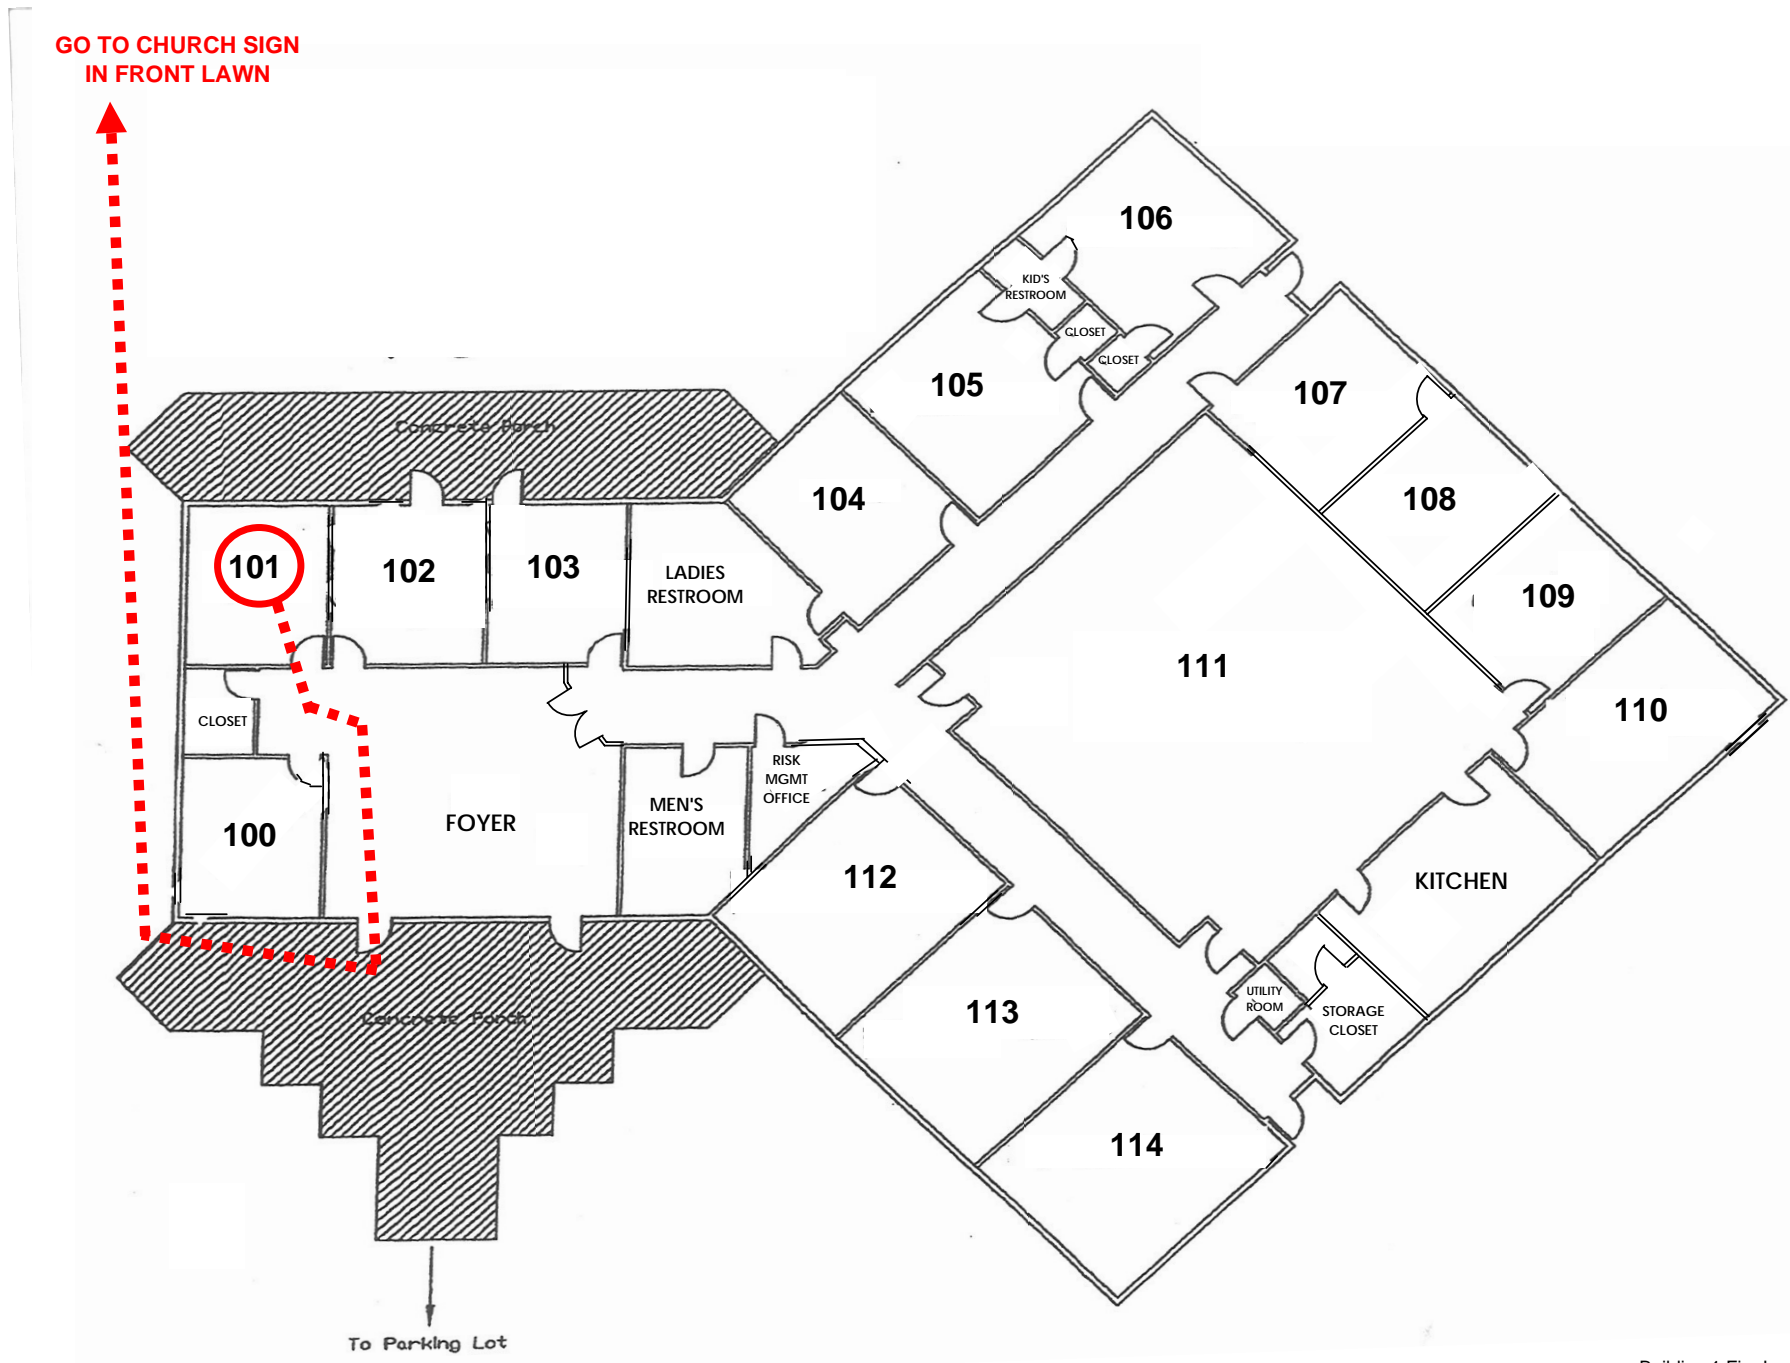 GO TO CHURCH SIGN
IN FRONT LAWN
106
KID'S
RESTROOM
CLOSET
CLOSET
105
107
Concrete Porch
104
108
101
102
103
LADIES
RESTROOM
109
111
110
CLOSET
RISK
MGMT
OFFICE
100
FOYER
MEN'S
RESTROOM
112
KITCHEN
UTILITY
ROOM
STORAGE
CLOSET
113
Concrete Porch
114
To Parking Lot